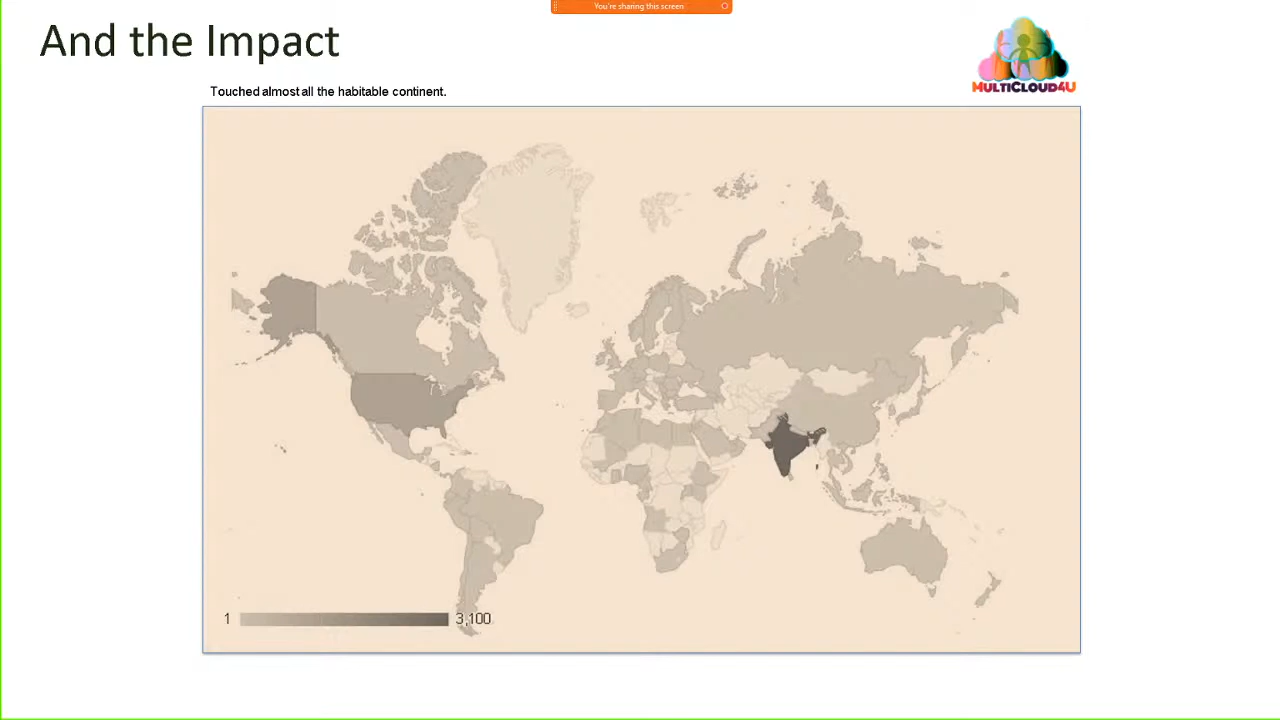 You're sharing this screen
And the Impact
MULTICLOUD4U
Touched almost all the habitable continent.
1
3,100